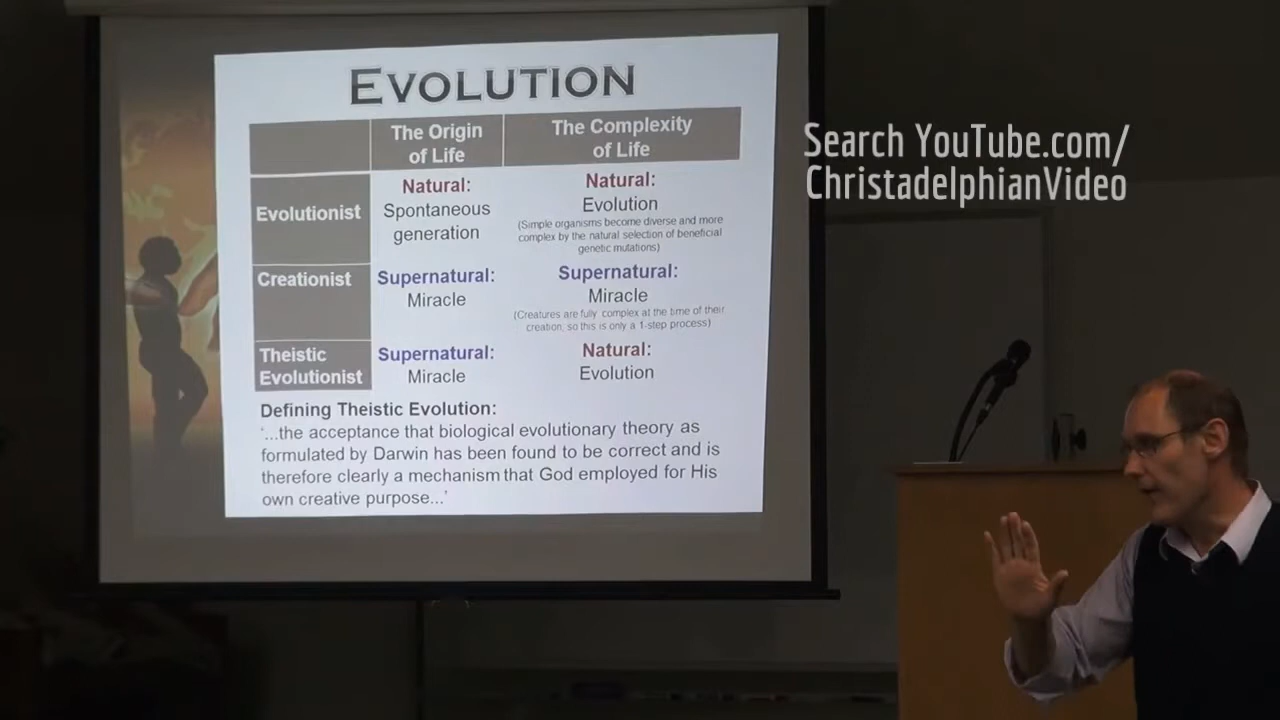 EVOLUTION
The Origin
of Life
The Complexity
of Life
Evolutionist
Natural:
Spontaneous
generation
Natural:
Evolution
(Simple organisms become diverse and more
complex by the natural selection of beneficial
genetic mutations)
Creationist
Supernatural:
Miracle
Supernatural:
Miracle
(Creatures are fully complex at the time of their
creation, so this is only a 1-step process)
Theistic
Evolutionist
Supernatural:
Miracle
Natural:
Evolution
Defining Theistic Evolution:
‘...the acceptance that biological evolutionary theory as
formulated by Darwin has been found to be correct and is
therefore clearly a mechanism that God employed for His
own creative purpose...’
Search YouTube.com/
ChristadelphianVideo